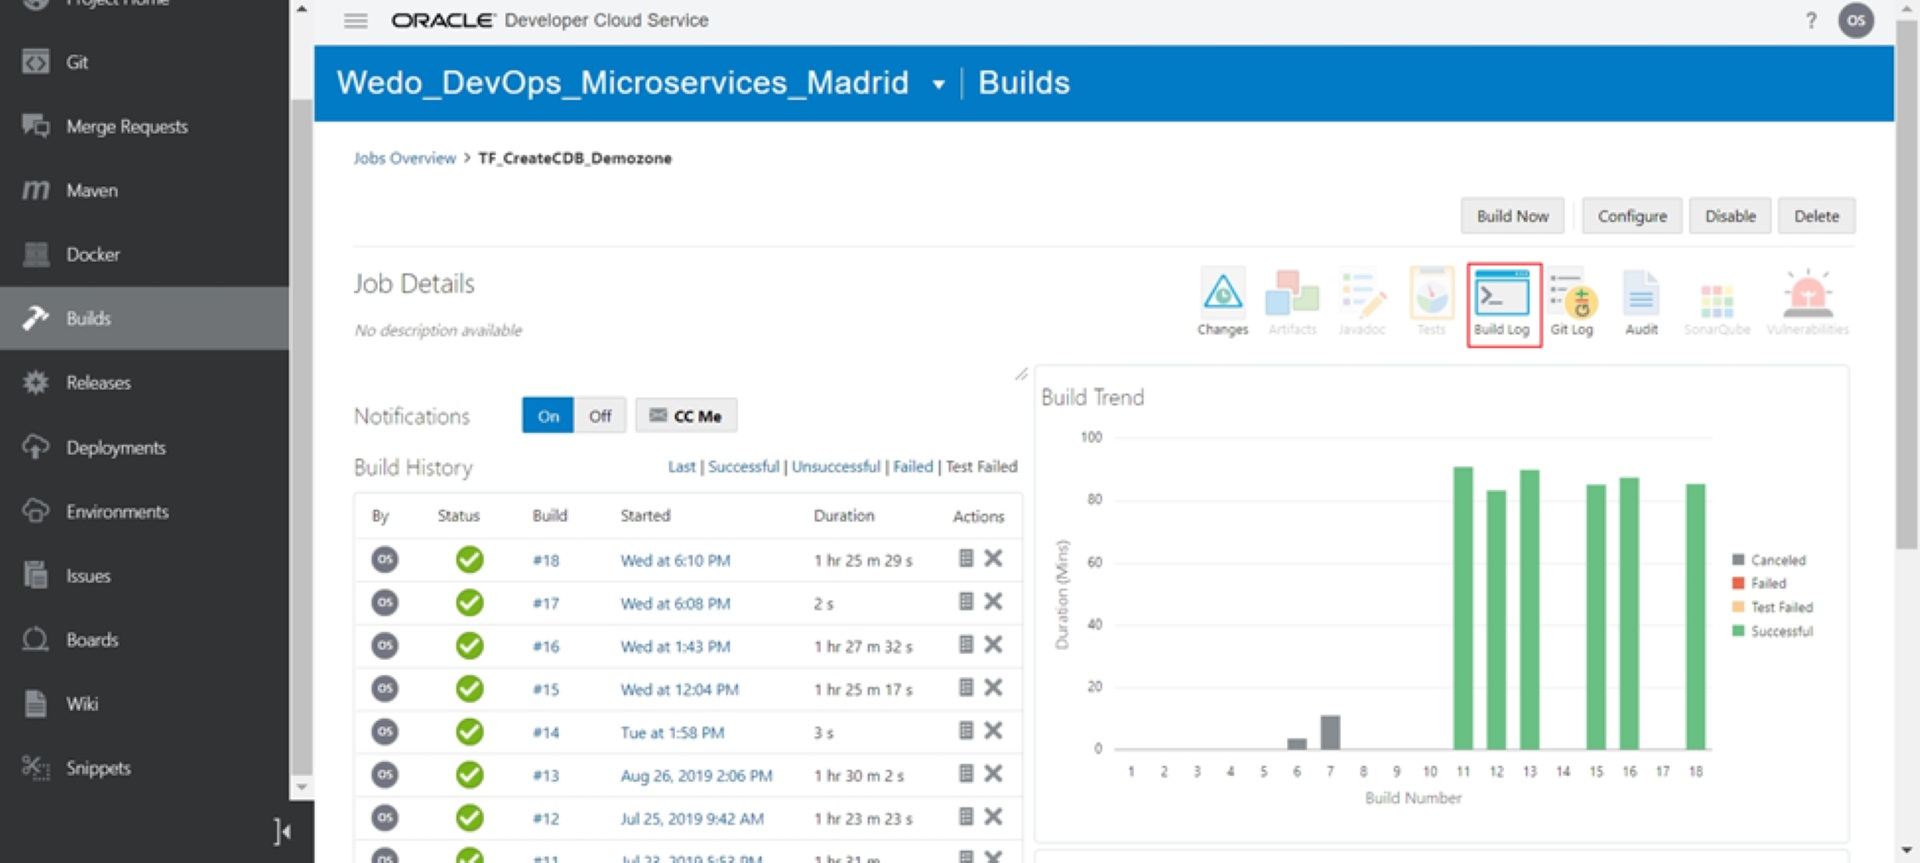 Project Home
Git
Merge Requests
Maven
Docker
Builds
Releases
Deployments
Environments
Issues
Boards
Wiki
Snippets
ORACLE Developer Cloud Service
? OS
Wedo_DevOps_Microservices_Madrid | Builds
Jobs Overview > TF_CreateCDB_Demozone
Build Now Configure Disable Delete
Job Details
No description available
Changes Artifacts Javadoc Tests Build Log Git Log Audit SonarQube Vulnerabilities
Notifications On Off CC Me
Build History Last | Successful | Unsuccessful | Failed | Test Failed
By Status Build Started Duration Actions
OS #18 Wed at 6:10 PM 1 hr 25 m 29 s
OS #17 Wed at 6:08 PM 2 s
OS #16 Wed at 1:43 PM 1 hr 27 m 32 s
OS #15 Wed at 12:04 PM 1 hr 25 m 17 s
OS #14 Tue at 1:58 PM 3 s
OS #13 Aug 26, 2019 2:06 PM 1 hr 30 m 2 s
OS #12 Jul 25, 2019 9:42 AM 1 hr 23 m 23 s
OS #11 Jul 23, 2019 5:53 PM 1 hr 31 m
Build Trend
100
80
60
40
20
0
Duration (Mins)
1 2 3 4 5 6 7 8 9 10 11 12 13 14 15 16 17 18
Build Number
Canceled
Failed
Test Failed
Successful